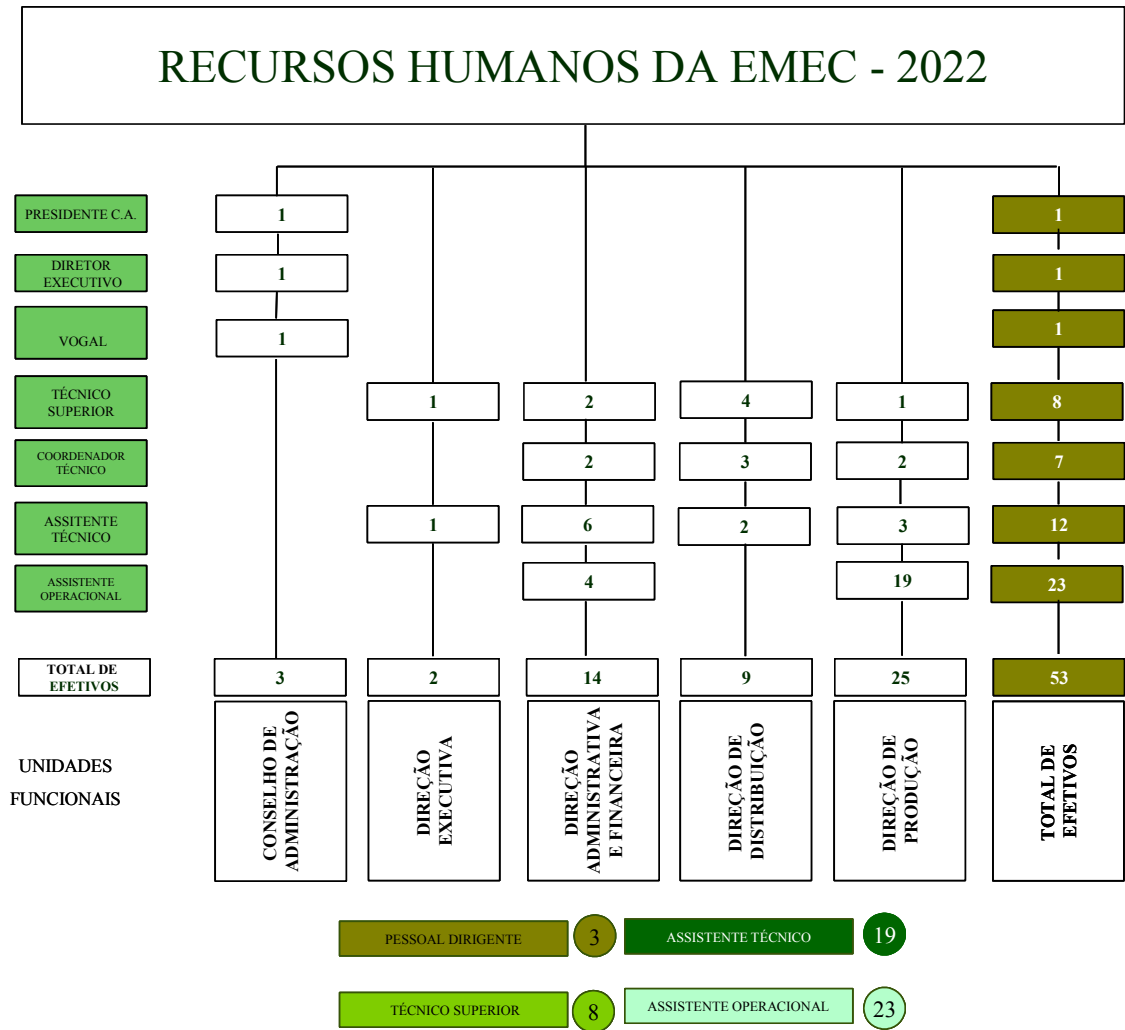 RECURSOS HUMANOS DA EMEC - 2022
PRESIDENTE C.A.
1
1
DIRETOR
EXECUTIVO
1
1
VOGAL
1
1
TÉCNICO
SUPERIOR
1
2
4
1
8
COORDENADOR
TÉCNICO
2
3
2
7
ASSITENTE
TÉCNICO
1
6
2
3
12
ASSISTENTE
OPERACIONAL
4
19
23
TOTAL DE
EFETIVOS
3
2
14
9
25
53
UNIDADES
FUNCIONAIS
CONSELHO DE
ADMINISTRAÇÃO
DIREÇÃO
EXECUTIVA
DIREÇÃO
ADMINISTRATIVA
E FINANCEIRA
DIREÇÃO DE
DISTRIBUIÇÃO
DIREÇÃO DE
PRODUÇÃO
TOTAL DE
EFETIVOS
PESSOAL DIRIGENTE
3
ASSISTENTE TÉCNICO
19
TÉCNICO SUPERIOR
8
ASSISTENTE OPERACIONAL
23